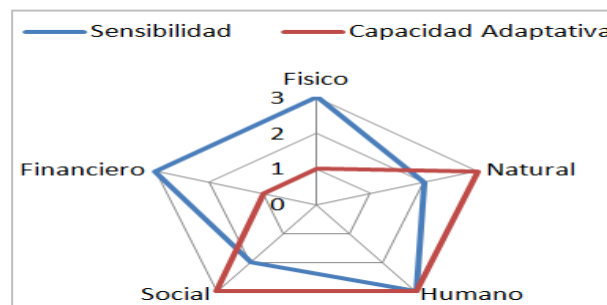 Sensibilidad Capacidad Adaptativa
Fisico
3
2
Financiero Natural
1
0
Social Humano